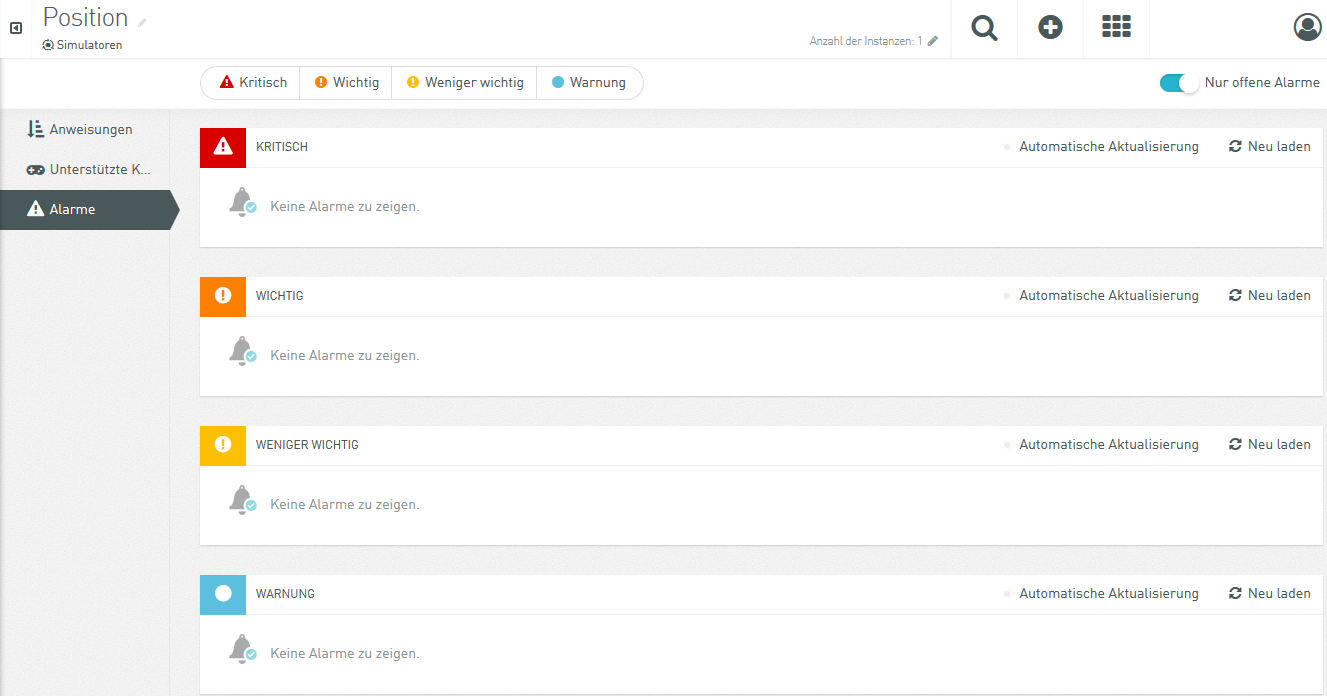 Position
Simulatoren
Anzahl der Instanzen: 1
Kritisch Wichtig Weniger wichtig Warnung
Nur offene Alarme
Anweisungen
Unterstützte K...
Alarme
KRITISCH Automatische Aktualisierung Neu laden
Keine Alarme zu zeigen.
WICHTIG Automatische Aktualisierung Neu laden
Keine Alarme zu zeigen.
WENIGER WICHTIG Automatische Aktualisierung Neu laden
Keine Alarme zu zeigen.
WARNUNG Automatische Aktualisierung Neu laden
Keine Alarme zu zeigen.